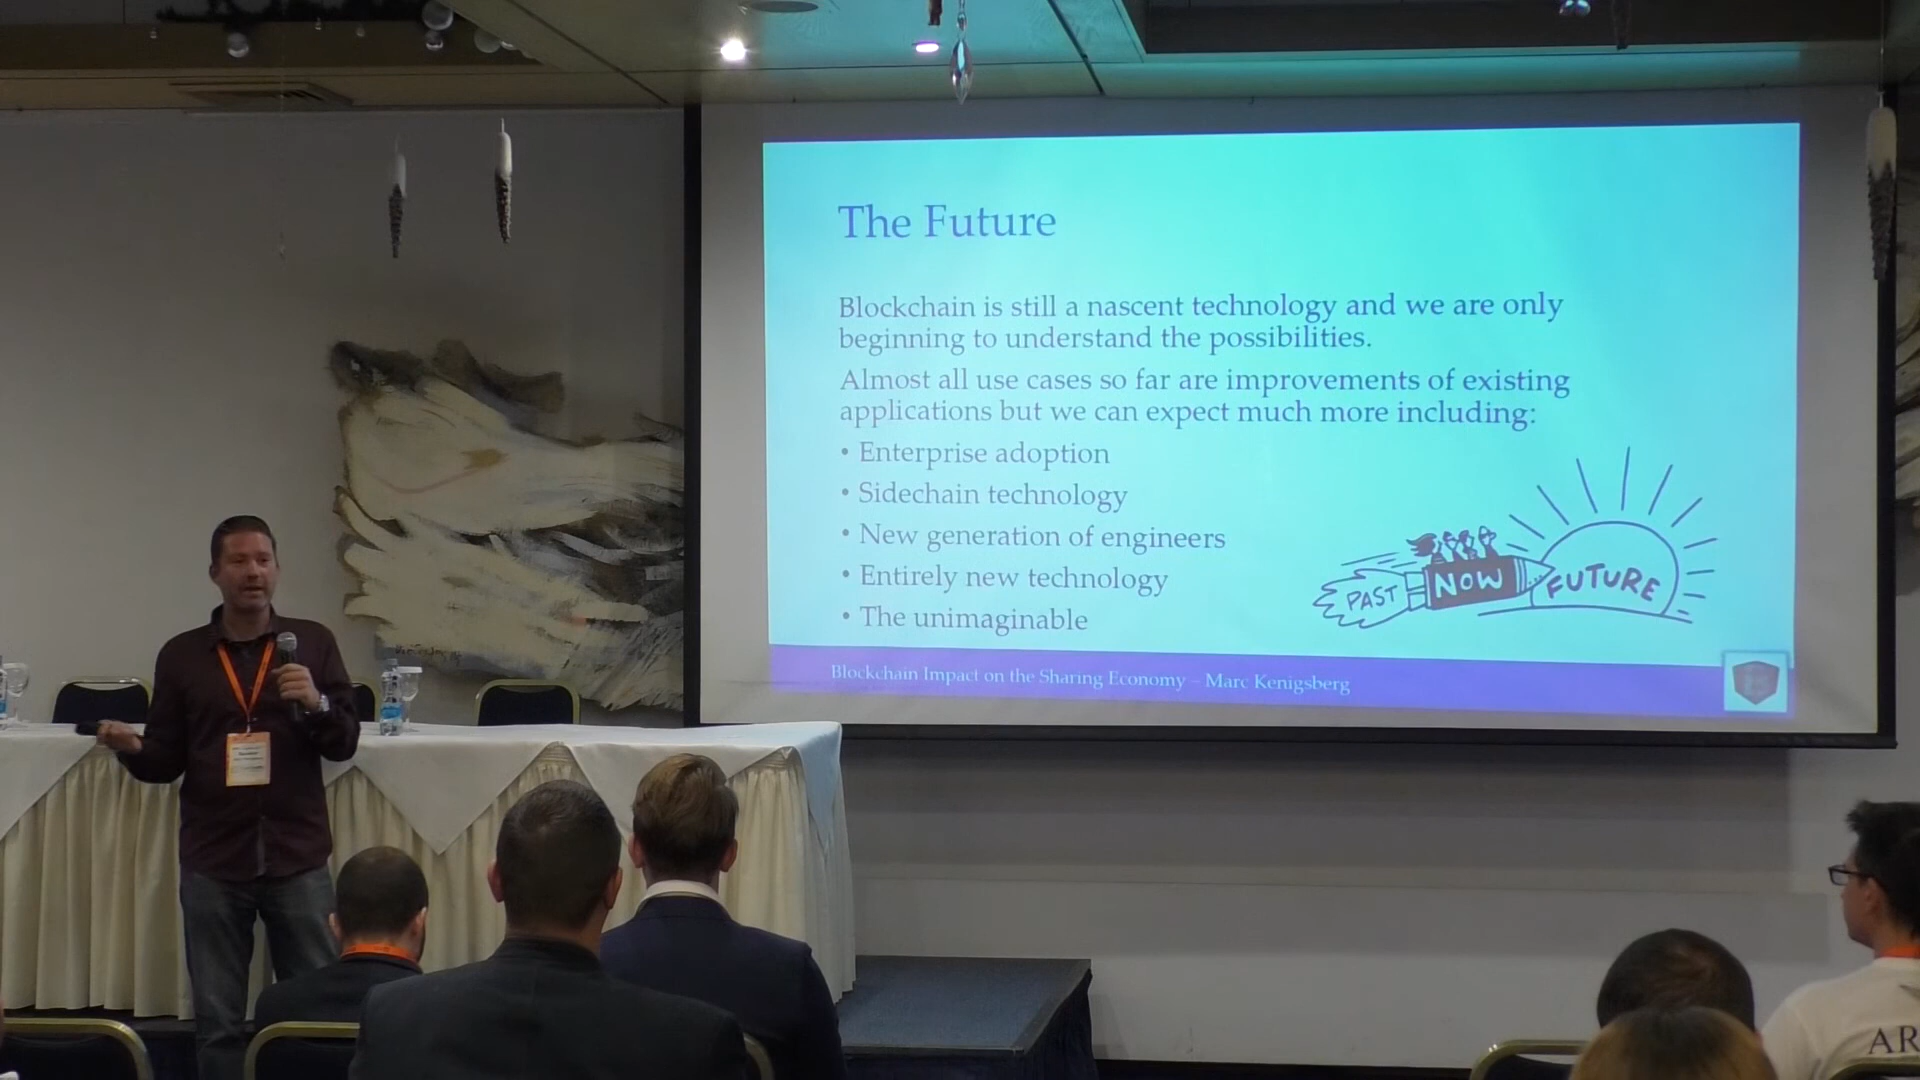 The Future
Blockchain is still a nascent technology and we are only
beginning to understand the possibilities.
Almost all use cases so far are improvements of existing
applications but we can expect much more including:
• Enterprise adoption
• Sidechain technology
• New generation of engineers
• Entirely new technology
• The unimaginable
PAST NOW FUTURE
Blockchain Impact on the Sharing Economy – Marc Kenigsberg
AR